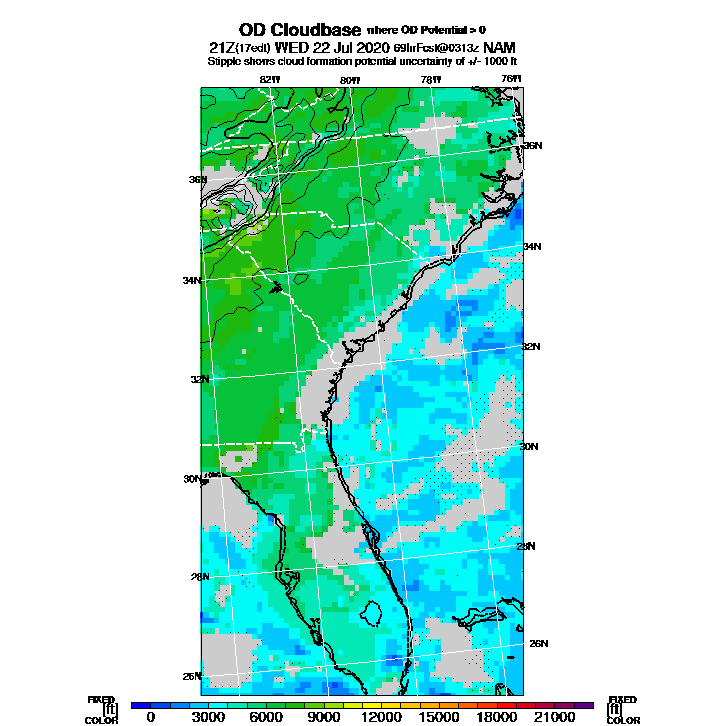 OD Cloudbase where OD Potential > 0
21Z(17edt) WED 22 Jul 2020 69hrFcst@0313z NAM
Stipple shows cloud formation potential uncertainty of +/- 1000 ft
82W 80W 78W 76W
36N
36N
34N
34N
32N
32N
30N
30N
28N
28N
26N
26N
FIXED FIXED
[ft] 0 3000 6000 9000 12000 15000 18000 21000 [ft]
COLOR COLOR